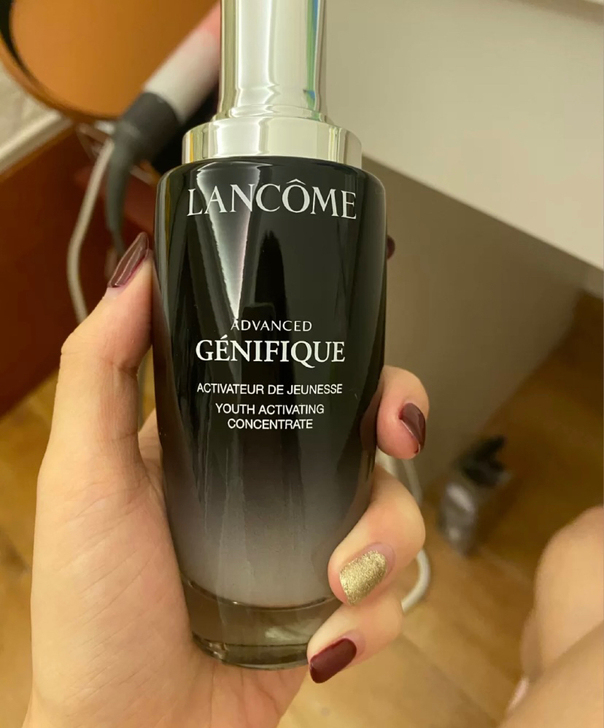 LANCÔME
ADVANCED
GÉNIFIQUE
ACTIVATEUR DE JEUNESSE
YOUTH ACTIVATING
CONCENTRATE